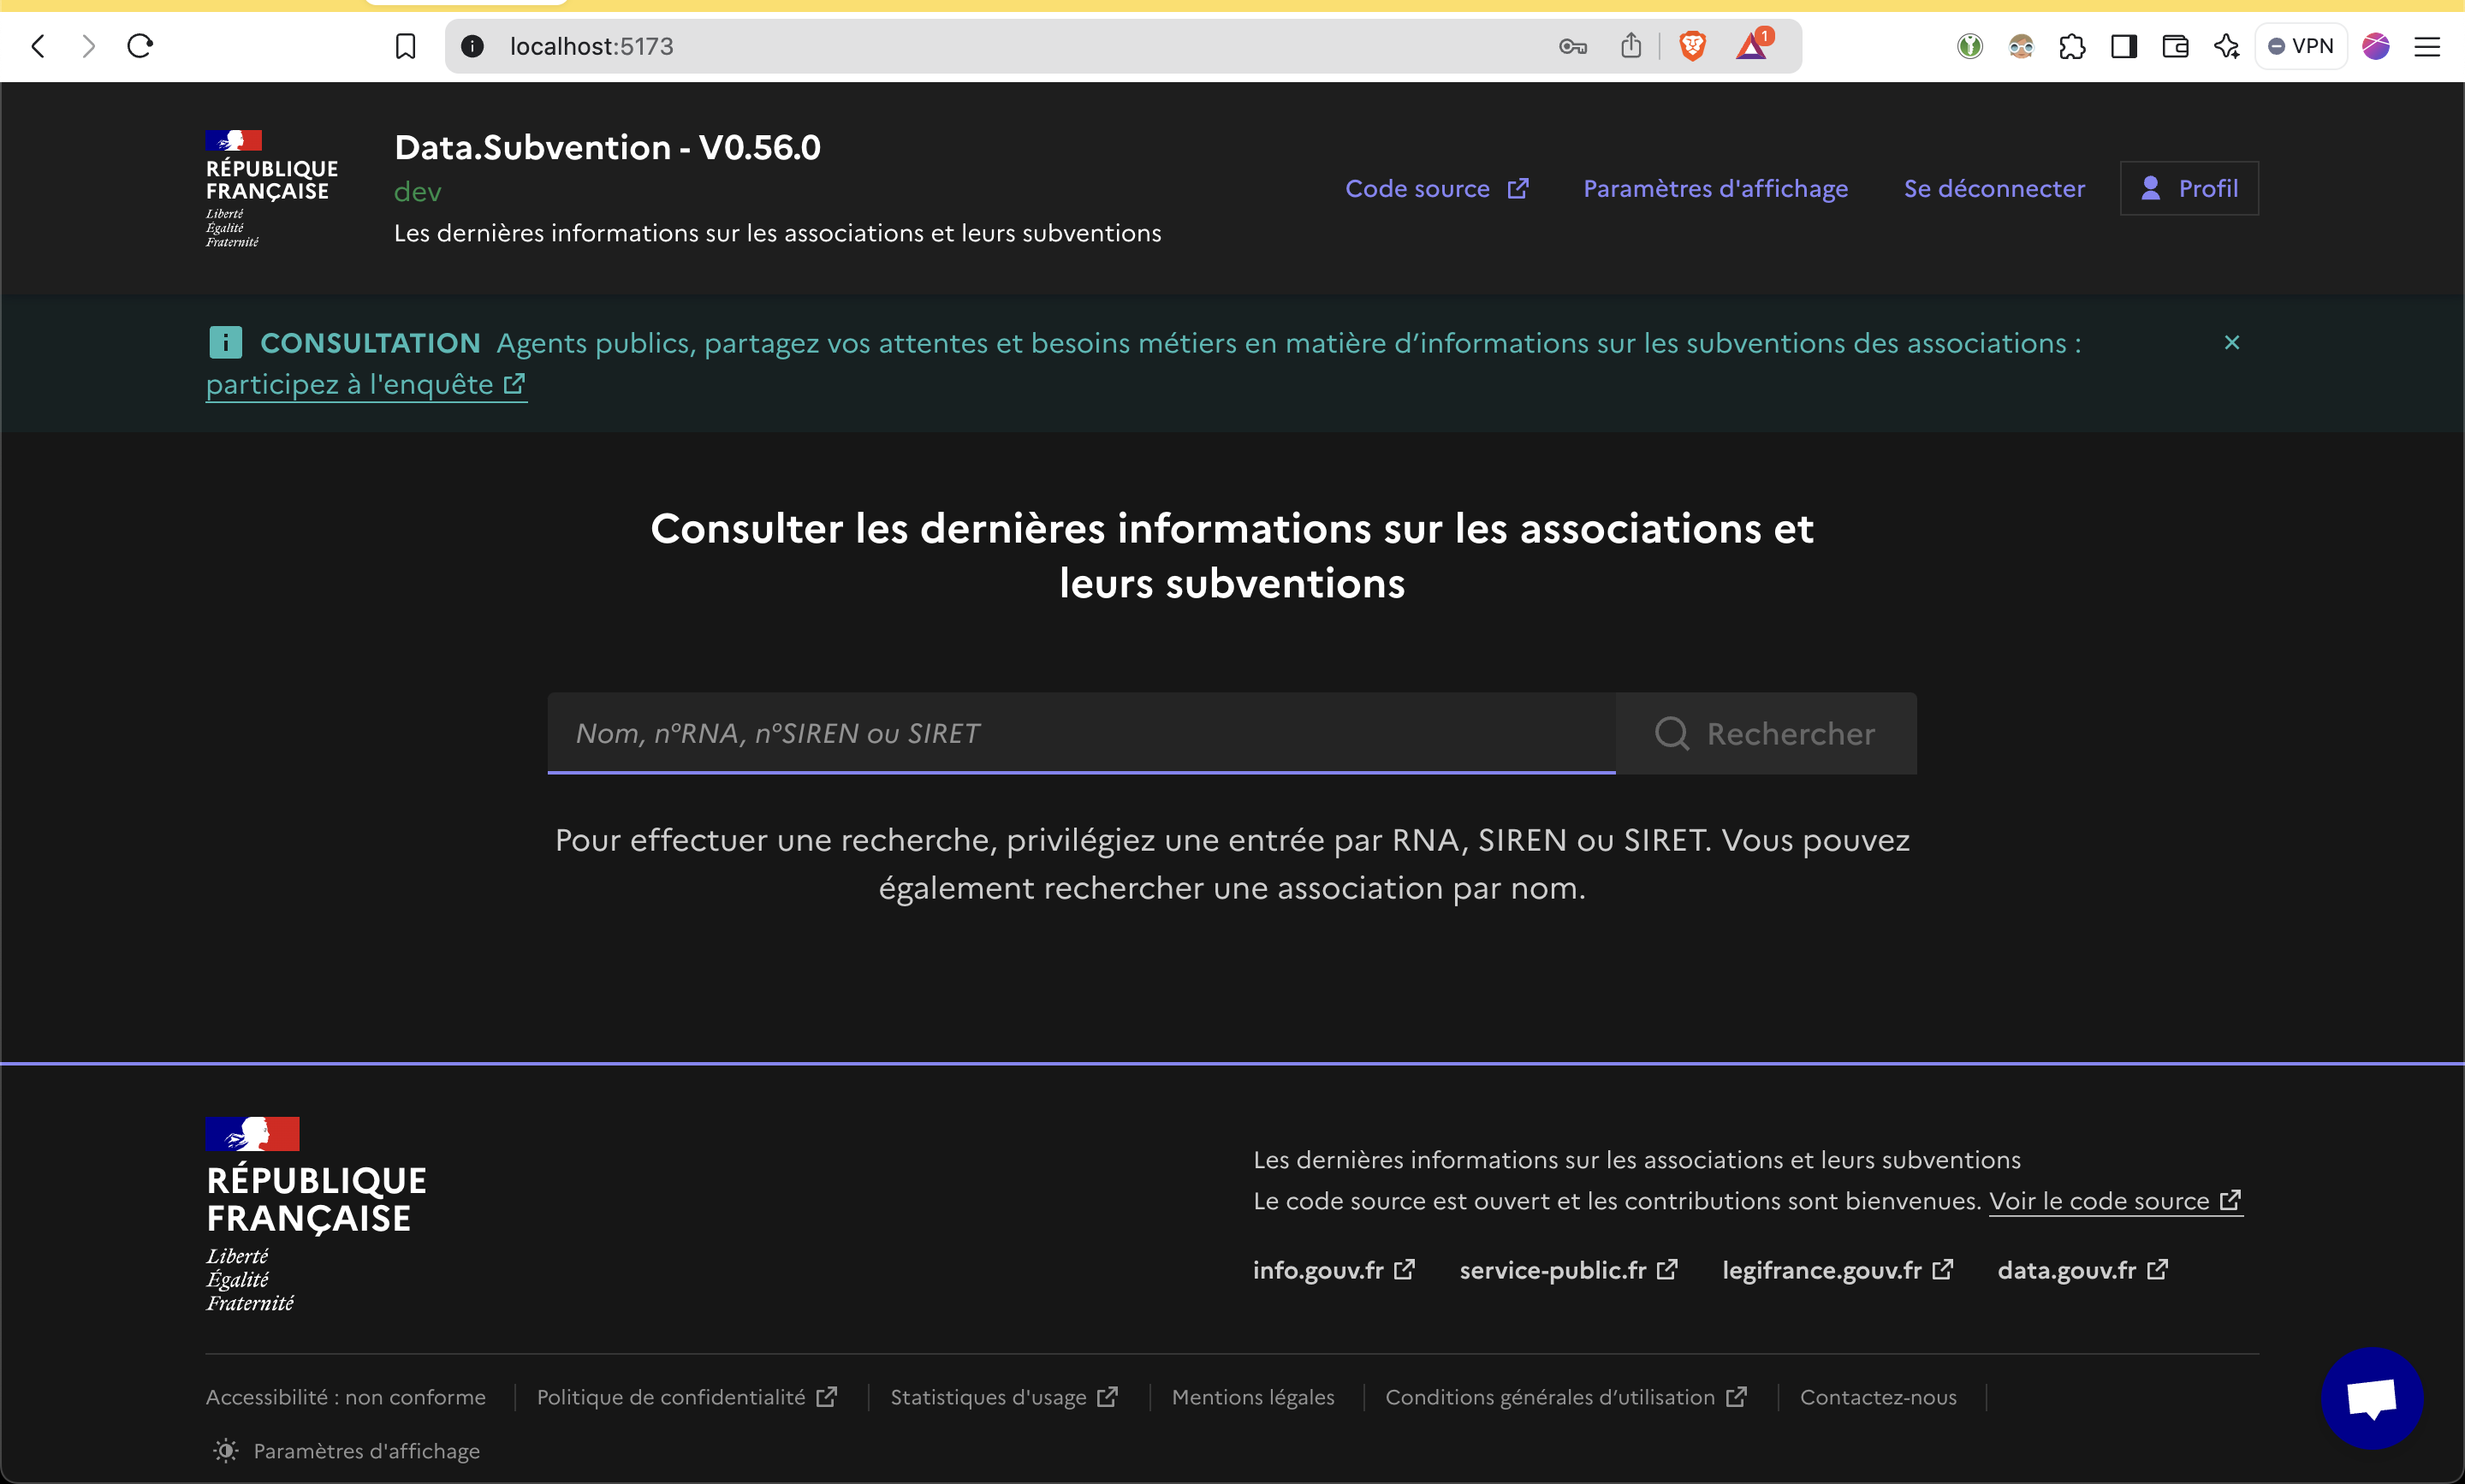 localhost:5173
1
VPN
RÉPUBLIQUE
FRANÇAISE
Liberté
Égalité
Fraternité
Data.Subvention - V0.56.0
dev
Les dernières informations sur les associations et leurs subventions
Code source
Paramètres d'affichage
Se déconnecter
Profil
CONSULTATION Agents publics, partagez vos attentes et besoins métiers en matière d’informations sur les subventions des associations :
participez à l'enquête
Consulter les dernières informations sur les associations et
leurs subventions
Nom, n°RNA, n°SIREN ou SIRET
Rechercher
Pour effectuer une recherche, privilégiez une entrée par RNA, SIREN ou SIRET. Vous pouvez
également rechercher une association par nom.
RÉPUBLIQUE
FRANÇAISE
Liberté
Égalité
Fraternité
Les dernières informations sur les associations et leurs subventions
Le code source est ouvert et les contributions sont bienvenues. Voir le code source
info.gouv.fr
service-public.fr
legifrance.gouv.fr
data.gouv.fr
Accessibilité : non conforme
Politique de confidentialité
Statistiques d'usage
Mentions légales
Conditions générales d’utilisation
Contactez-nous
Paramètres d'affichage